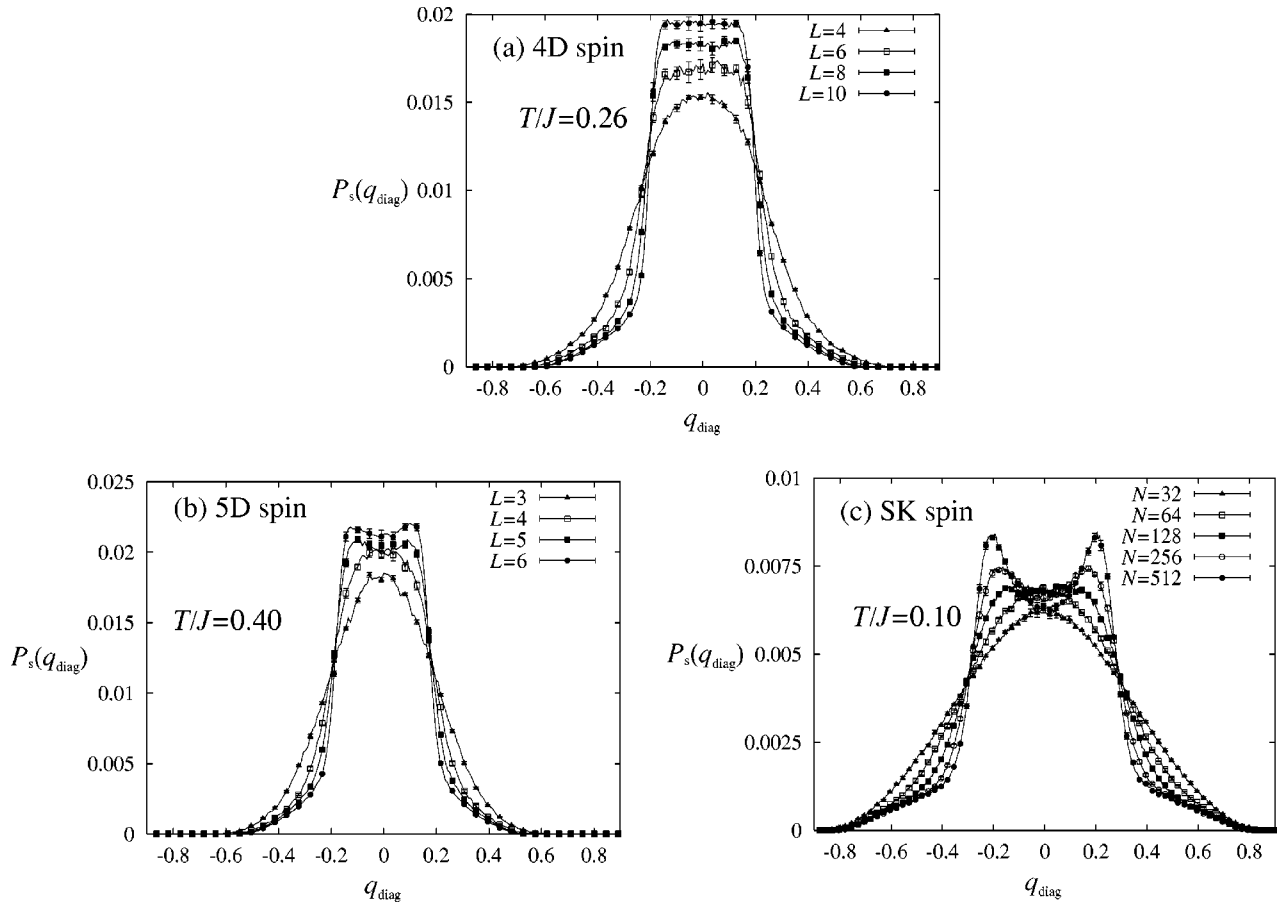 (a) 4D spin
T/J=0.26
L=4
L=6
L=8
L=10
P_s(q_diag)
0.02
0.015
0.01
0.005
0
-0.8 -0.6 -0.4 -0.2 0 0.2 0.4 0.6 0.8
q_diag
(b) 5D spin
T/J=0.40
L=3
L=4
L=5
L=6
P_s(q_diag)
0.025
0.02
0.015
0.01
0.005
0
-0.8 -0.6 -0.4 -0.2 0 0.2 0.4 0.6 0.8
q_diag
(c) SK spin
T/J=0.10
N=32
N=64
N=128
N=256
N=512
P_s(q_diag)
0.01
0.0075
0.005
0.0025
0
-0.8 -0.6 -0.4 -0.2 0 0.2 0.4 0.6 0.8
q_diag